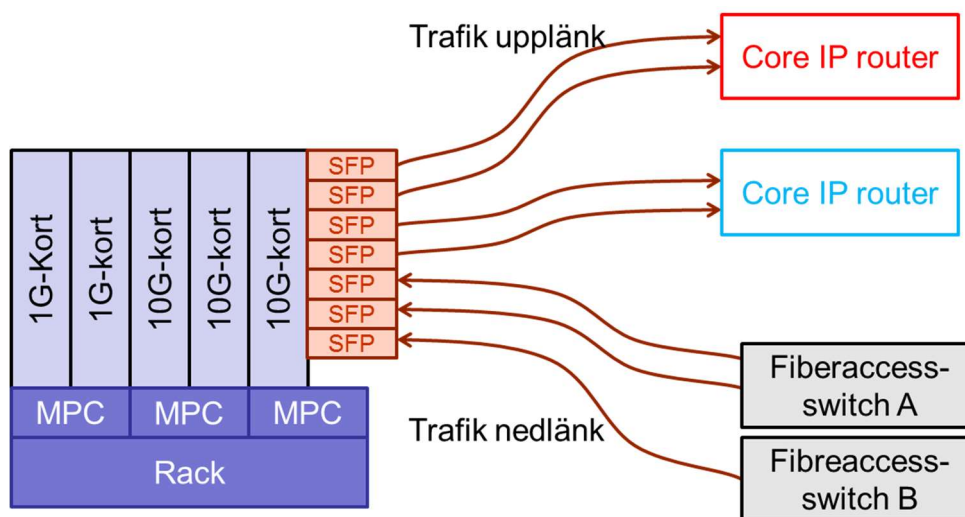 Trafik upplänk
Core IP router
Core IP router
SFP
SFP
SFP
SFP
SFP
SFP
SFP
1G-Kort
1G-kort
10G-kort
10G-kort
10G-kort
MPC
MPC
MPC
Rack
Trafik nedlänk
Fiberaccess-
switch A
Fibreaccess-
switch B